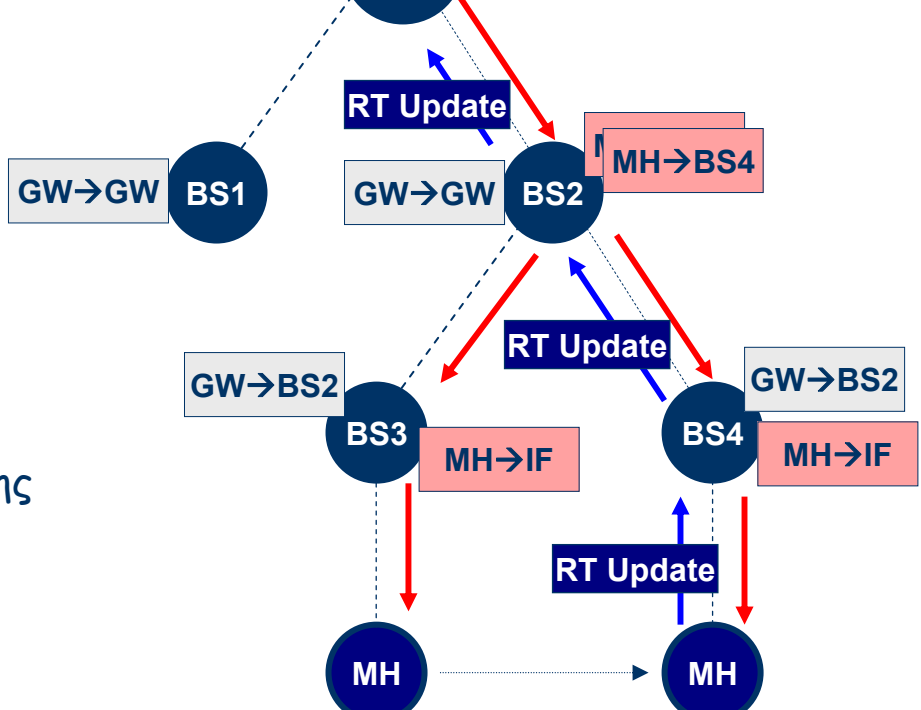 RT Update
MH→BS4
GW→GW
BS1
GW→GW
BS2
RT Update
GW→BS2
GW→BS2
BS3
BS4
MH→IF
MH→IF
RT Update
MH
MH